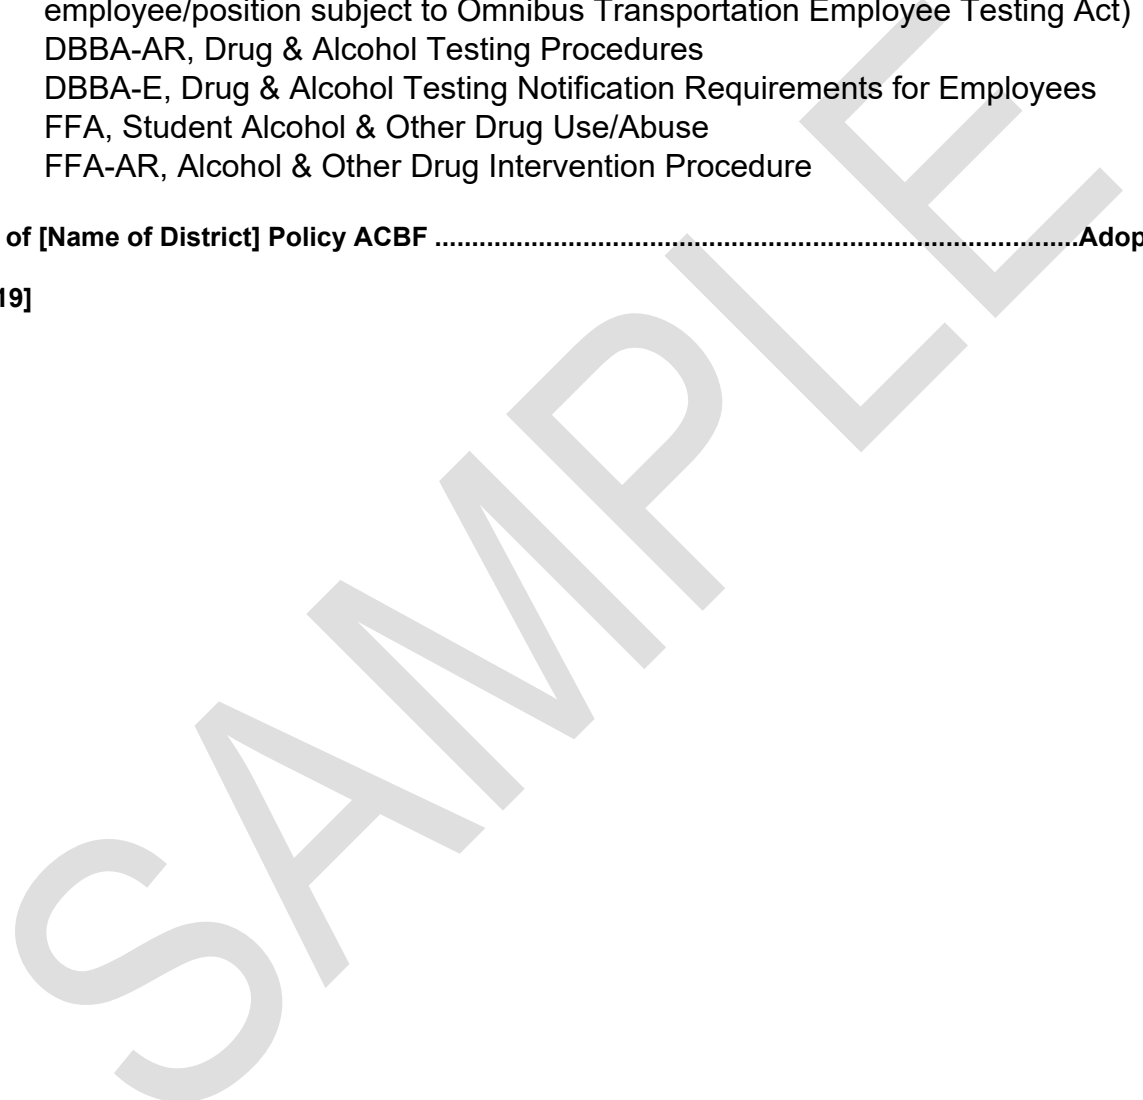 employee/position subject to Omnibus Transportation Employee Testing Act)
DBBA-AR, Drug & Alcohol Testing Procedures
DBBA-E, Drug & Alcohol Testing Notification Requirements for Employees
FFA, Student Alcohol & Other Drug Use/Abuse
FFA-AR, Alcohol & Other Drug Intervention Procedure
of [Name of District] Policy ACBF ........................................................................................Adop
19]
SAMPLE